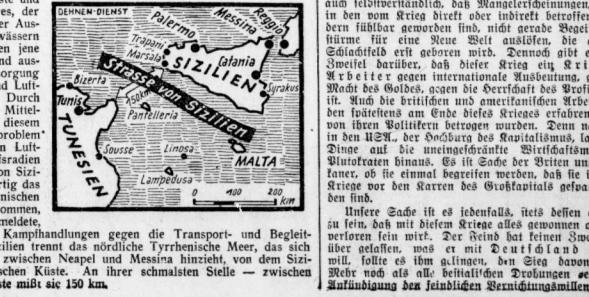 es, der
er Aus-
wässern
en jene
nd aus-
sorgung
d Luft-
Durch
Mittel-
diesem
problem
n Luft-
fsradien
on Sizi-
rtig das
nischen
ommen,
meldete,
Kampfhandlungen gegen die Transport- und Begleit-
zilien trennt das nördliche Tyrrhenische Meer, das sich
zwischen Neapel und Messina hinzieht, von dem Sizi-
schen Küste. An ihrer schmalsten Stelle — zwischen
ste mißt sie 150 km.
DEHNEN-DIENST
Palermo
Messina
Reggio
Trapani
Marsala
SIZILIEN
Catania
Syrakus
Strasse von Sizilien
Bizerta
150km
Tunis
Pantelleria
TUNESIEN
Sousse
Linosa
MALTA
Lampedusa
0 100 200
km
auch selbstverständlich, daß Mangelerscheinungen,
in den vom Krieg direkt oder indirekt betroffen
dern fühlbar geworden sind, nicht gerade Begei
stürme für eine Neue Welt auslösen, die a
Schlachtfeld erst geboren wird. Dennoch gibt e
Zweifel darüber, daß dieser Krieg ein Kri
Arbeiter gegen internationale Ausbeutung, g
Macht des Goldes, gegen die Herrschaft des Profi
ist. Auch die britischen und amerikanischen Arbe
den spätestens am Ende dieses Krieges erfahren
von ihren Politikern betrogen wurden. Denn n
in den USA., der Hochburg des Kapitalismus, la
Dinge auf die uneingeschränkte Wirtschaftsm
Plutokraten hinaus. Es ist Sache der Briten un
kaner, ob sie einmal begreifen werden, daß sie i
Kriege vor den Karren des Großkapitals gespa
den sind.
Unsere Sache ist es jedenfalls, stets dessen e
zu sein, daß mit diesem Kriege alles gewonnen o
verloren sein wird. Der Feind hat keinen Zwe
über gelassen, was er mit Deutschland
will, sollte es ihm gelingen, den Sieg davon
Mehr noch als alle bestialischen Drohungen
Ankündigung des feindlichen Vernichtungswillen